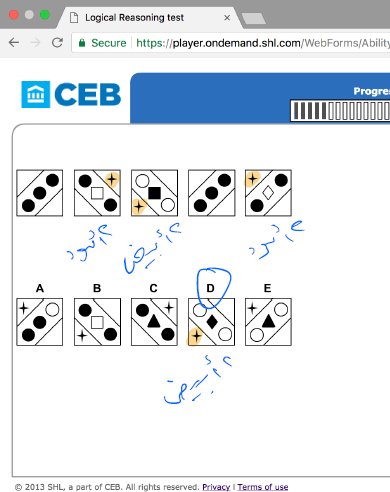 Logical Reasoning test
Secure https://player.ondemand.shl.com/WebForms/Ability
CEB
Progre
A B C D E
© 2013 SHL, a part of CEB. All rights reserved. Privacy | Terms of use